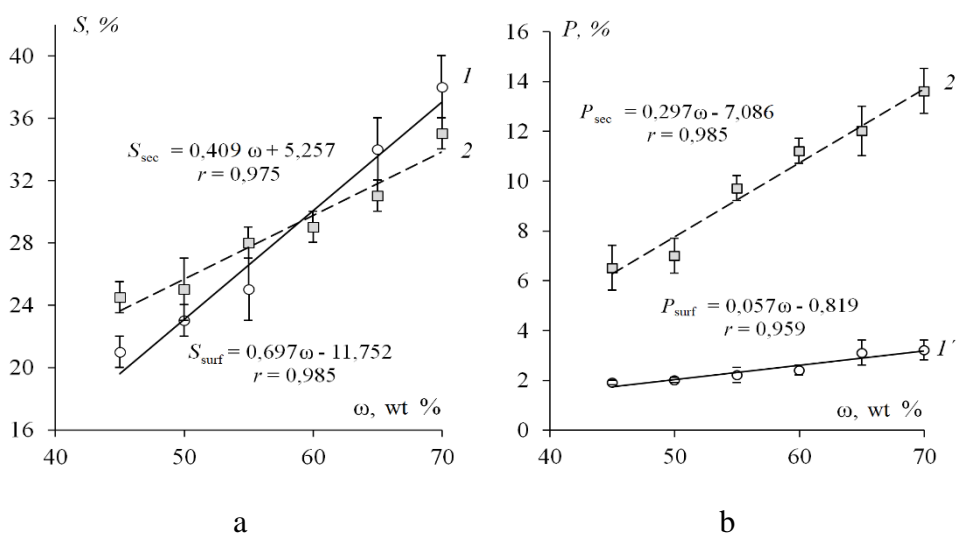 S, %
40
36
32
28
24
20
16
40
50
60
70
1
2
S_sec = 0,409 ω + 5,257
r = 0,975
S_surf = 0,697ω - 11,752
r = 0,985
ω, wt %
a
P, %
16
14
12
10
8
6
4
2
0
40
50
60
70
2
P_sec = 0,297ω - 7,086
r = 0,985
P_surf = 0,057ω - 0,819
r = 0,959
1´
ω, wt %
b